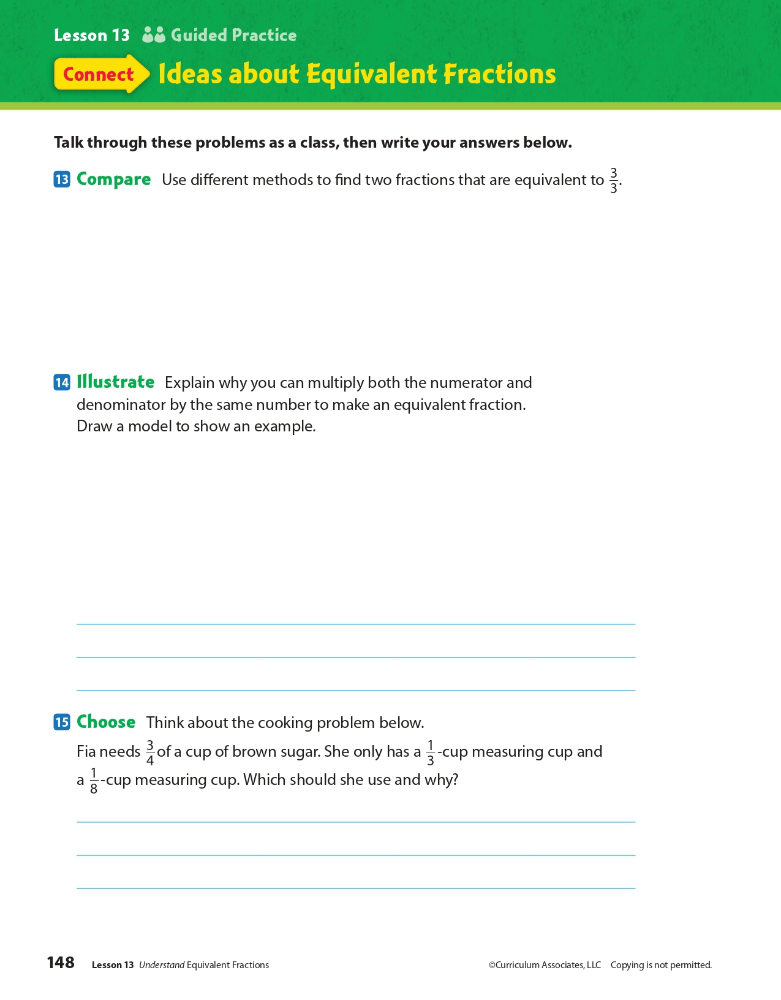 Lesson 13 Guided Practice
Connect Ideas about Equivalent Fractions
Talk through these problems as a class, then write your answers below.
13 Compare Use different methods to find two fractions that are equivalent to 3/3.
14 Illustrate Explain why you can multiply both the numerator and
denominator by the same number to make an equivalent fraction.
Draw a model to show an example.
15 Choose Think about the cooking problem below.
Fia needs 3/4 of a cup of brown sugar. She only has a 1/3-cup measuring cup and
a 1/8-cup measuring cup. Which should she use and why?
148 Lesson 13 Understand Equivalent Fractions ©Curriculum Associates, LLC Copying is not permitted.